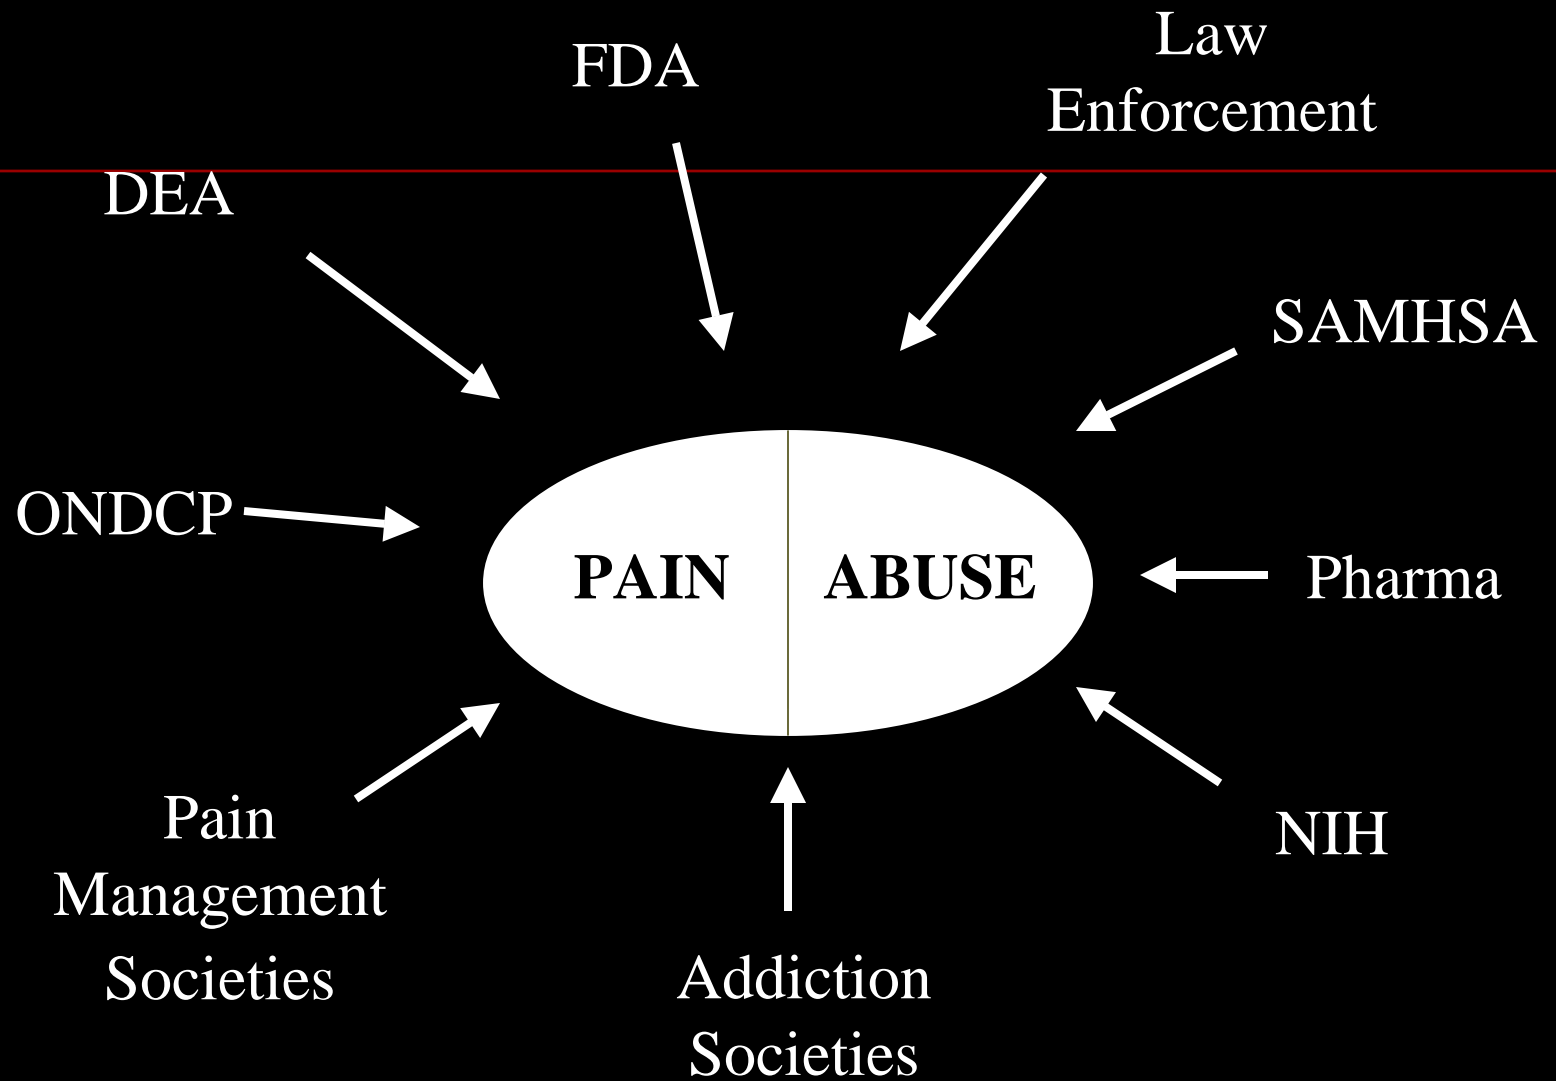 FDA
Law
Enforcement
DEA
SAMHSA
ONDCP
PAIN
ABUSE
Pharma
Pain
Management
Societies
NIH
Addiction
Societies